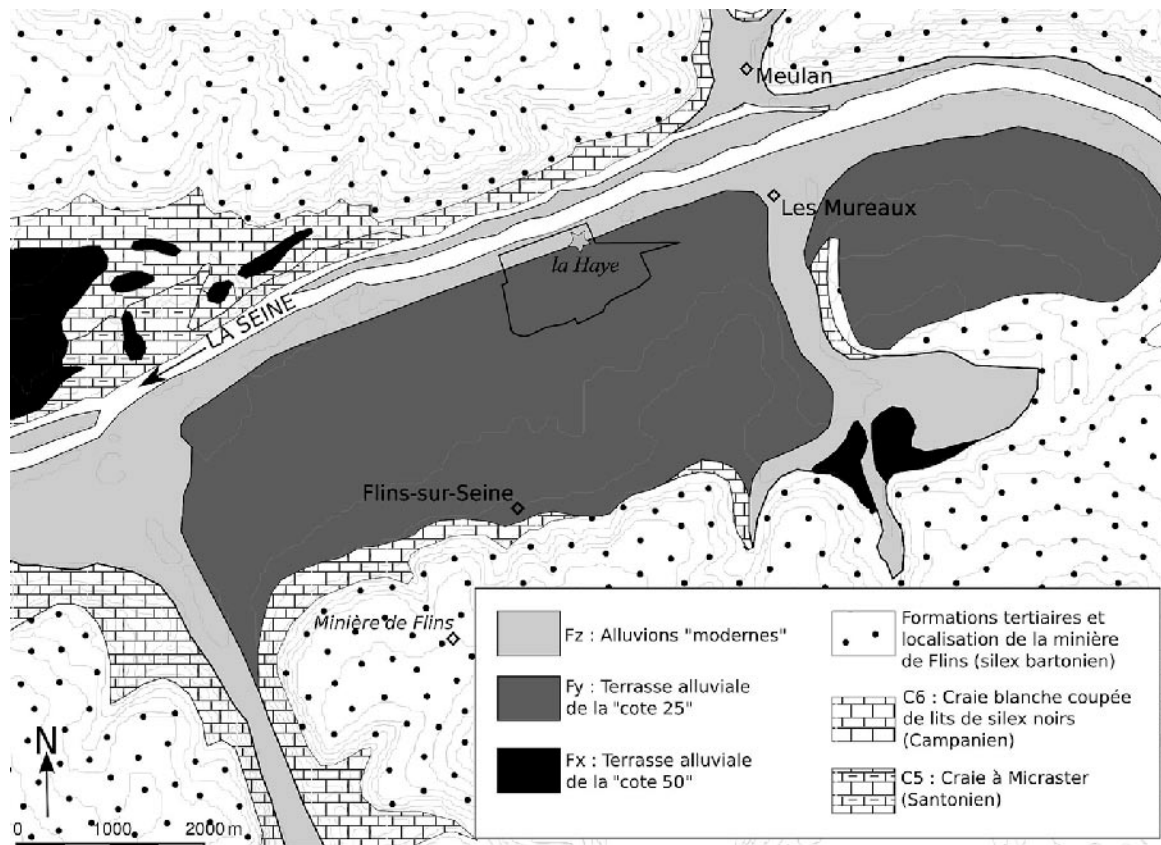 Meulan
Les Mureaux
la Haye
LA SEINE
Flins-sur-Seine
Minière de Flins
N
0 1000 2000 m
Fz : Alluvions "modernes"
Fy : Terrasse alluviale
de la "cote 25"
Fx : Terrasse alluviale
de la "cote 50"
Formations tertiaires et
localisation de la minière
de Flins (silex bartonien)
C6 : Craie blanche coupée
de lits de silex noirs
(Campanien)
C5 : Craie à Micraster
(Santonien)